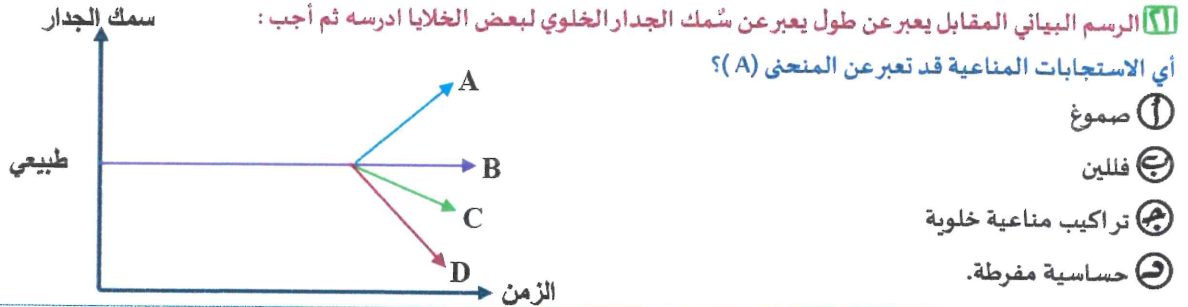 ٢١ الرسم البياني المقابل يعبر عن طول يعبر عن سُمك الجدار الخلوي لبعض الخلايا ادرسه ثم أجب :
أي الاستجابات المناعية قد تعبر عن المنحنى (A)؟
أ صموغ
ب فللين
ج تراكيب مناعية خلوية
د حساسية مفرطة.
سمك الجدار
A
طبيعي
B
C
D
الزمن